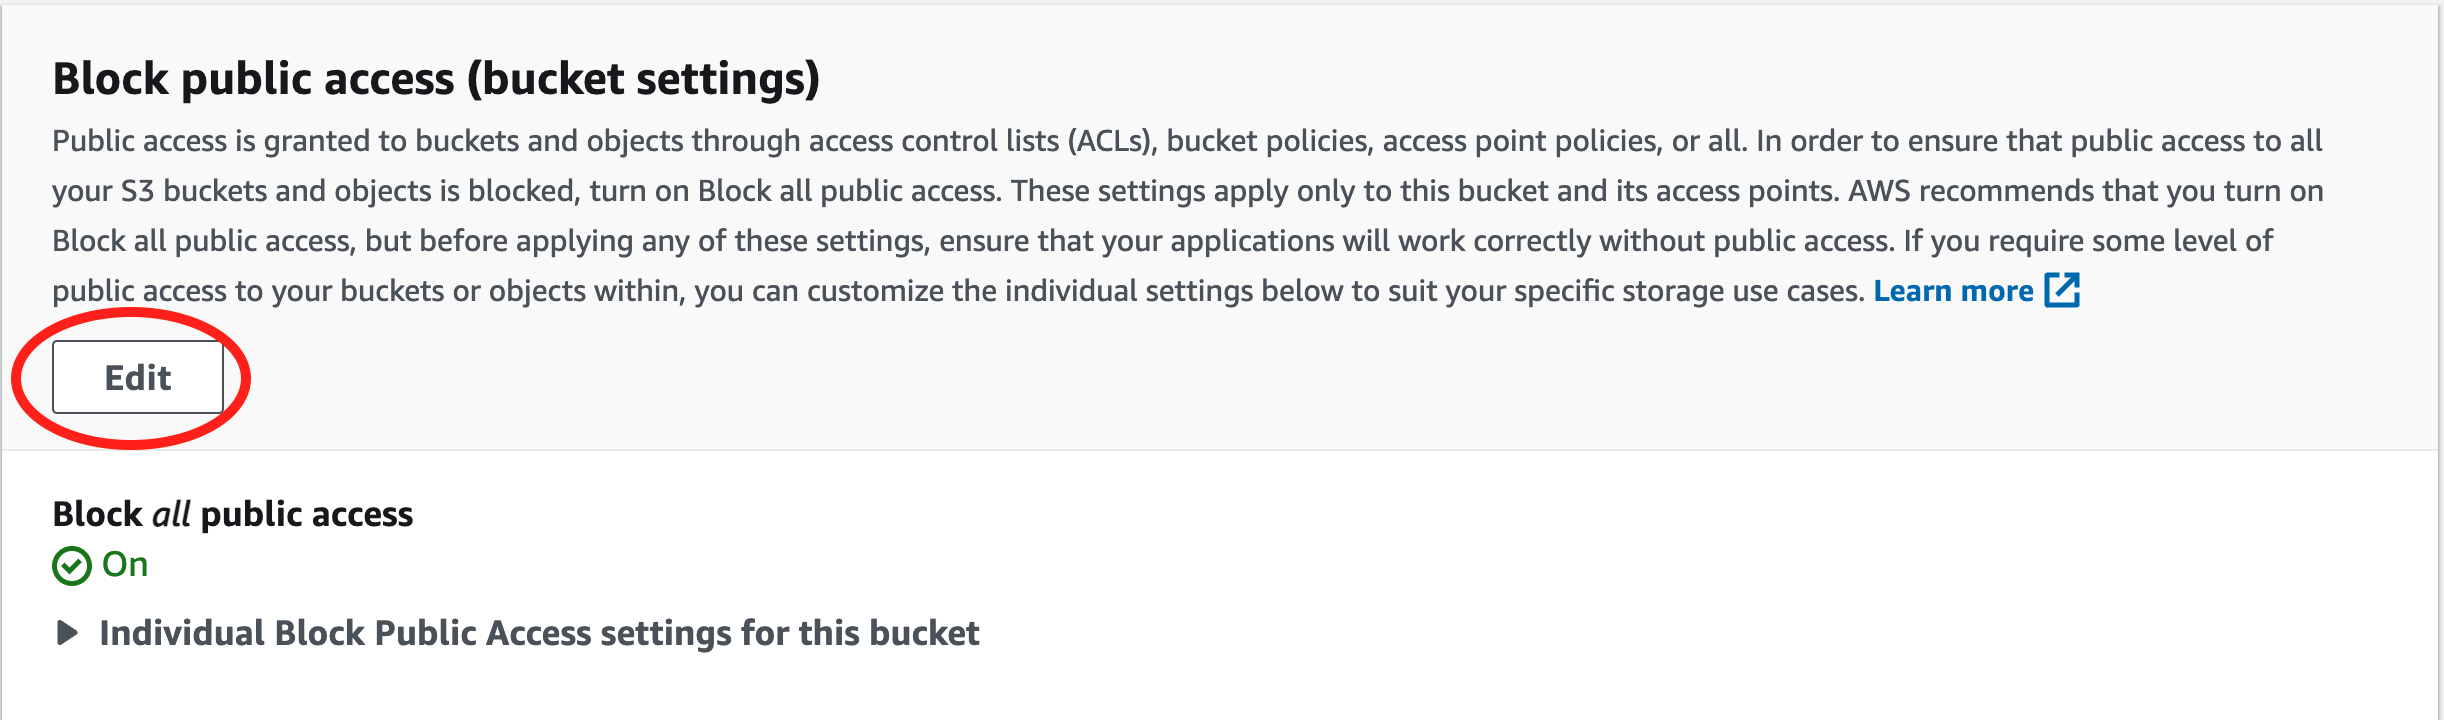 Block public access (bucket settings)
Public access is granted to buckets and objects through access control lists (ACLs), bucket policies, access point policies, or all. In order to ensure that public access to all
your S3 buckets and objects is blocked, turn on Block all public access. These settings apply only to this bucket and its access points. AWS recommends that you turn on
Block all public access, but before applying any of these settings, ensure that your applications will work correctly without public access. If you require some level of
public access to your buckets or objects within, you can customize the individual settings below to suit your specific storage use cases. Learn more
Edit
Block all public access
On
Individual Block Public Access settings for this bucket